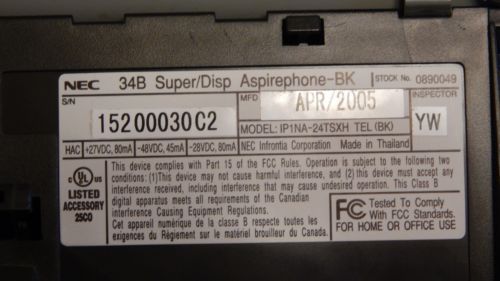 NEC 34B Super/Disp Aspirephone-BK STOCK No. 0890049
S/N 15200030C2 MFD APR/2005 INSPECTOR YW
MODEL: IP1NA-24TSXH TEL (BK)
HAC +27VDC, 80mA -48VDC, 45mA -28VDC, 80mA NEC Infrontia Corporation Made in Thailand
This device complies with Part 15 of the FCC Rules. Operation is subject to the following two
conditions: (1)This device may not cause harmful interference, and (2) this device must accept any
interference received, including interference that may cause undesired operation. This Class B
digital apparatus meets all requirements of the Canadian
Interference Causing Equipment Regulations.
Cet appareil numérique de la classe B respecte toutes les
exigences du Règlement sur le matériel brouilleur du Canada.
C UL US
LISTED
ACCESSORY
25CO
FC Tested To Comply
With FCC Standards
FOR HOME OR OFFICE USE